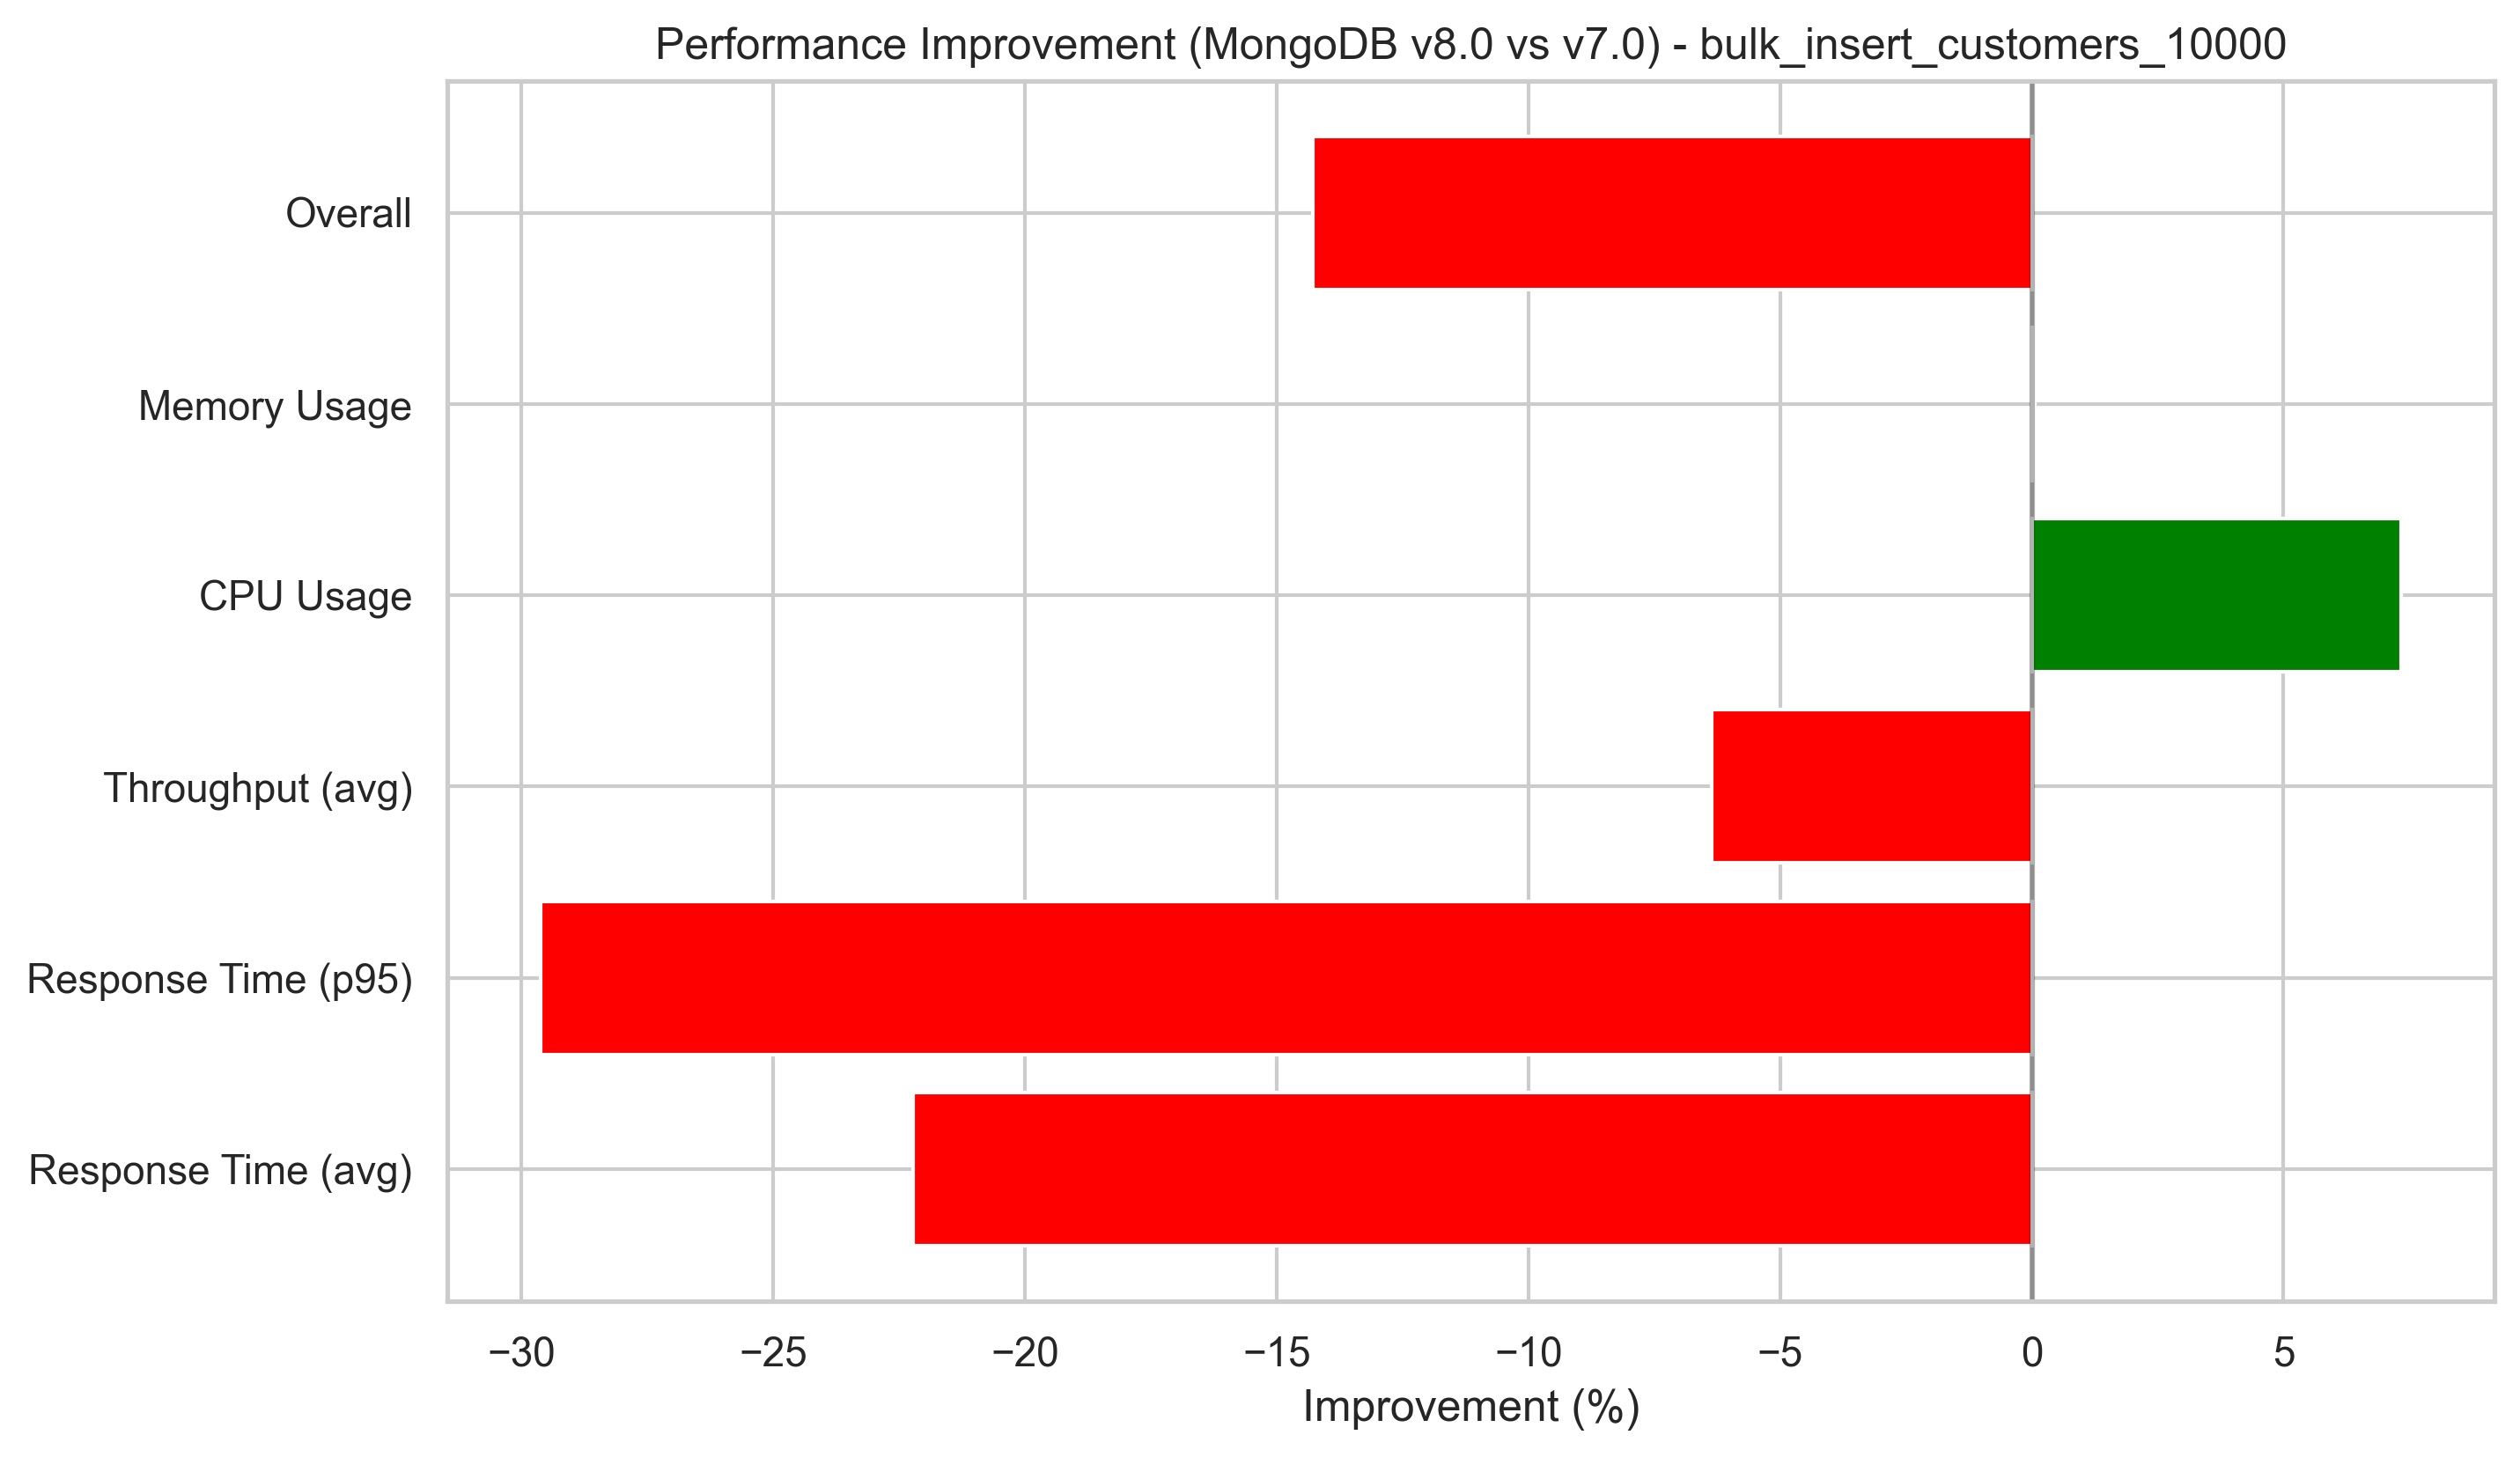 Performance Improvement (MongoDB v8.0 vs v7.0) - bulk_insert_customers_10000
Overall
Memory Usage
CPU Usage
Throughput (avg)
Response Time (p95)
Response Time (avg)
−30 −25 −20 −15 −10 −5 0 5
Improvement (%)